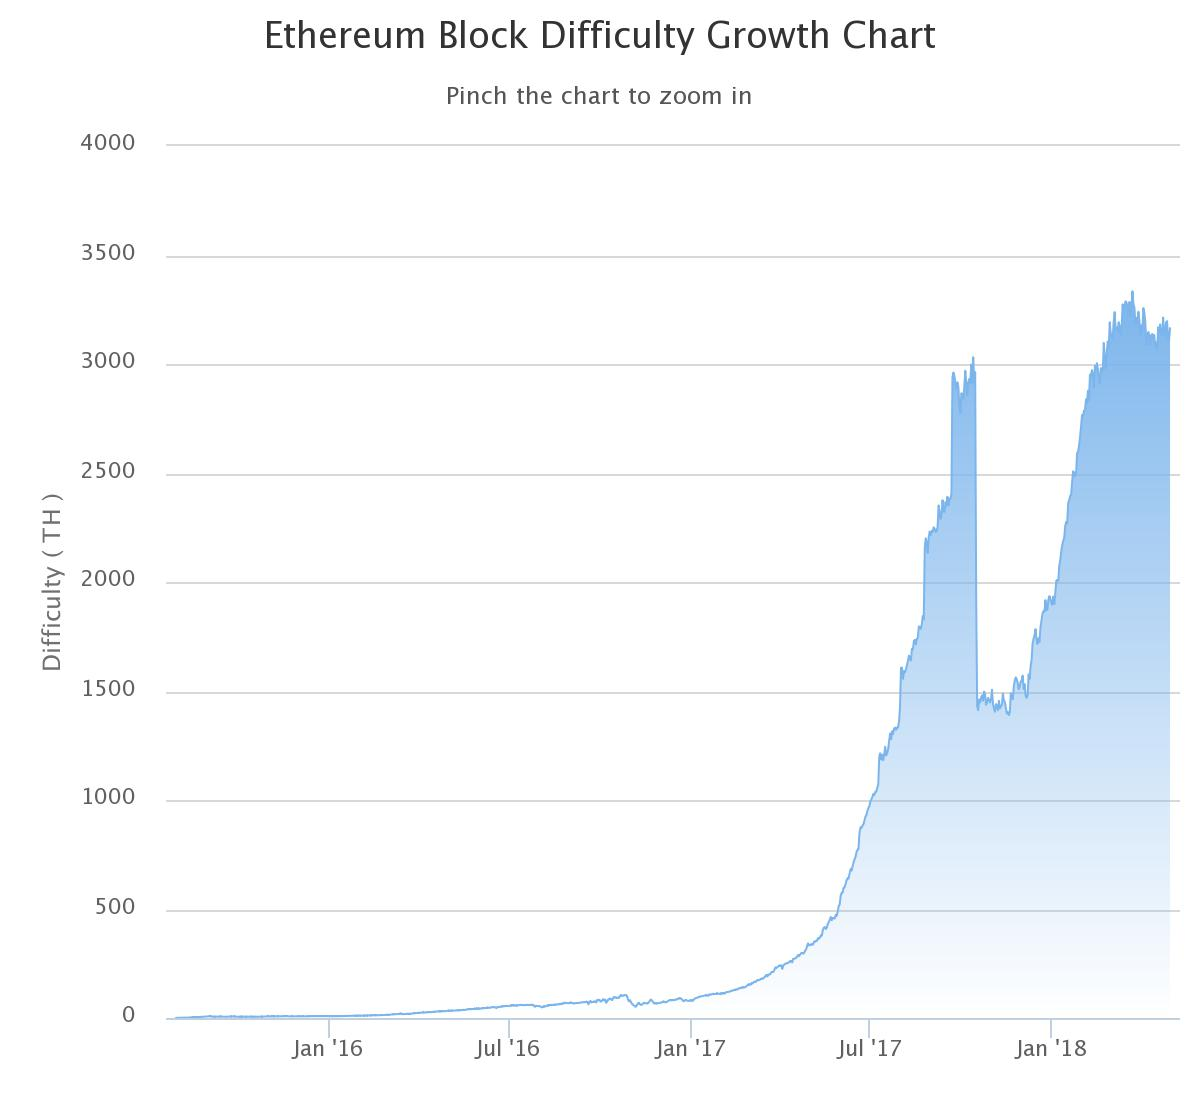 Ethereum Block Difficulty Growth Chart
Pinch the chart to zoom in
4000
3500
3000
2500
2000
1500
1000
500
0
Difficulty ( TH )
Jan '16
Jul '16
Jan '17
Jul '17
Jan '18